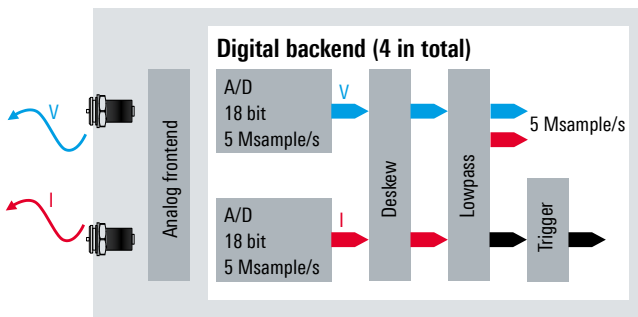 Digital backend (4 in total)
V
Analog frontend
A/D
18 bit
5 Msample/s
V
Deskew
Lowpass
5 Msample/s
I
A/D
18 bit
5 Msample/s
I
Trigger